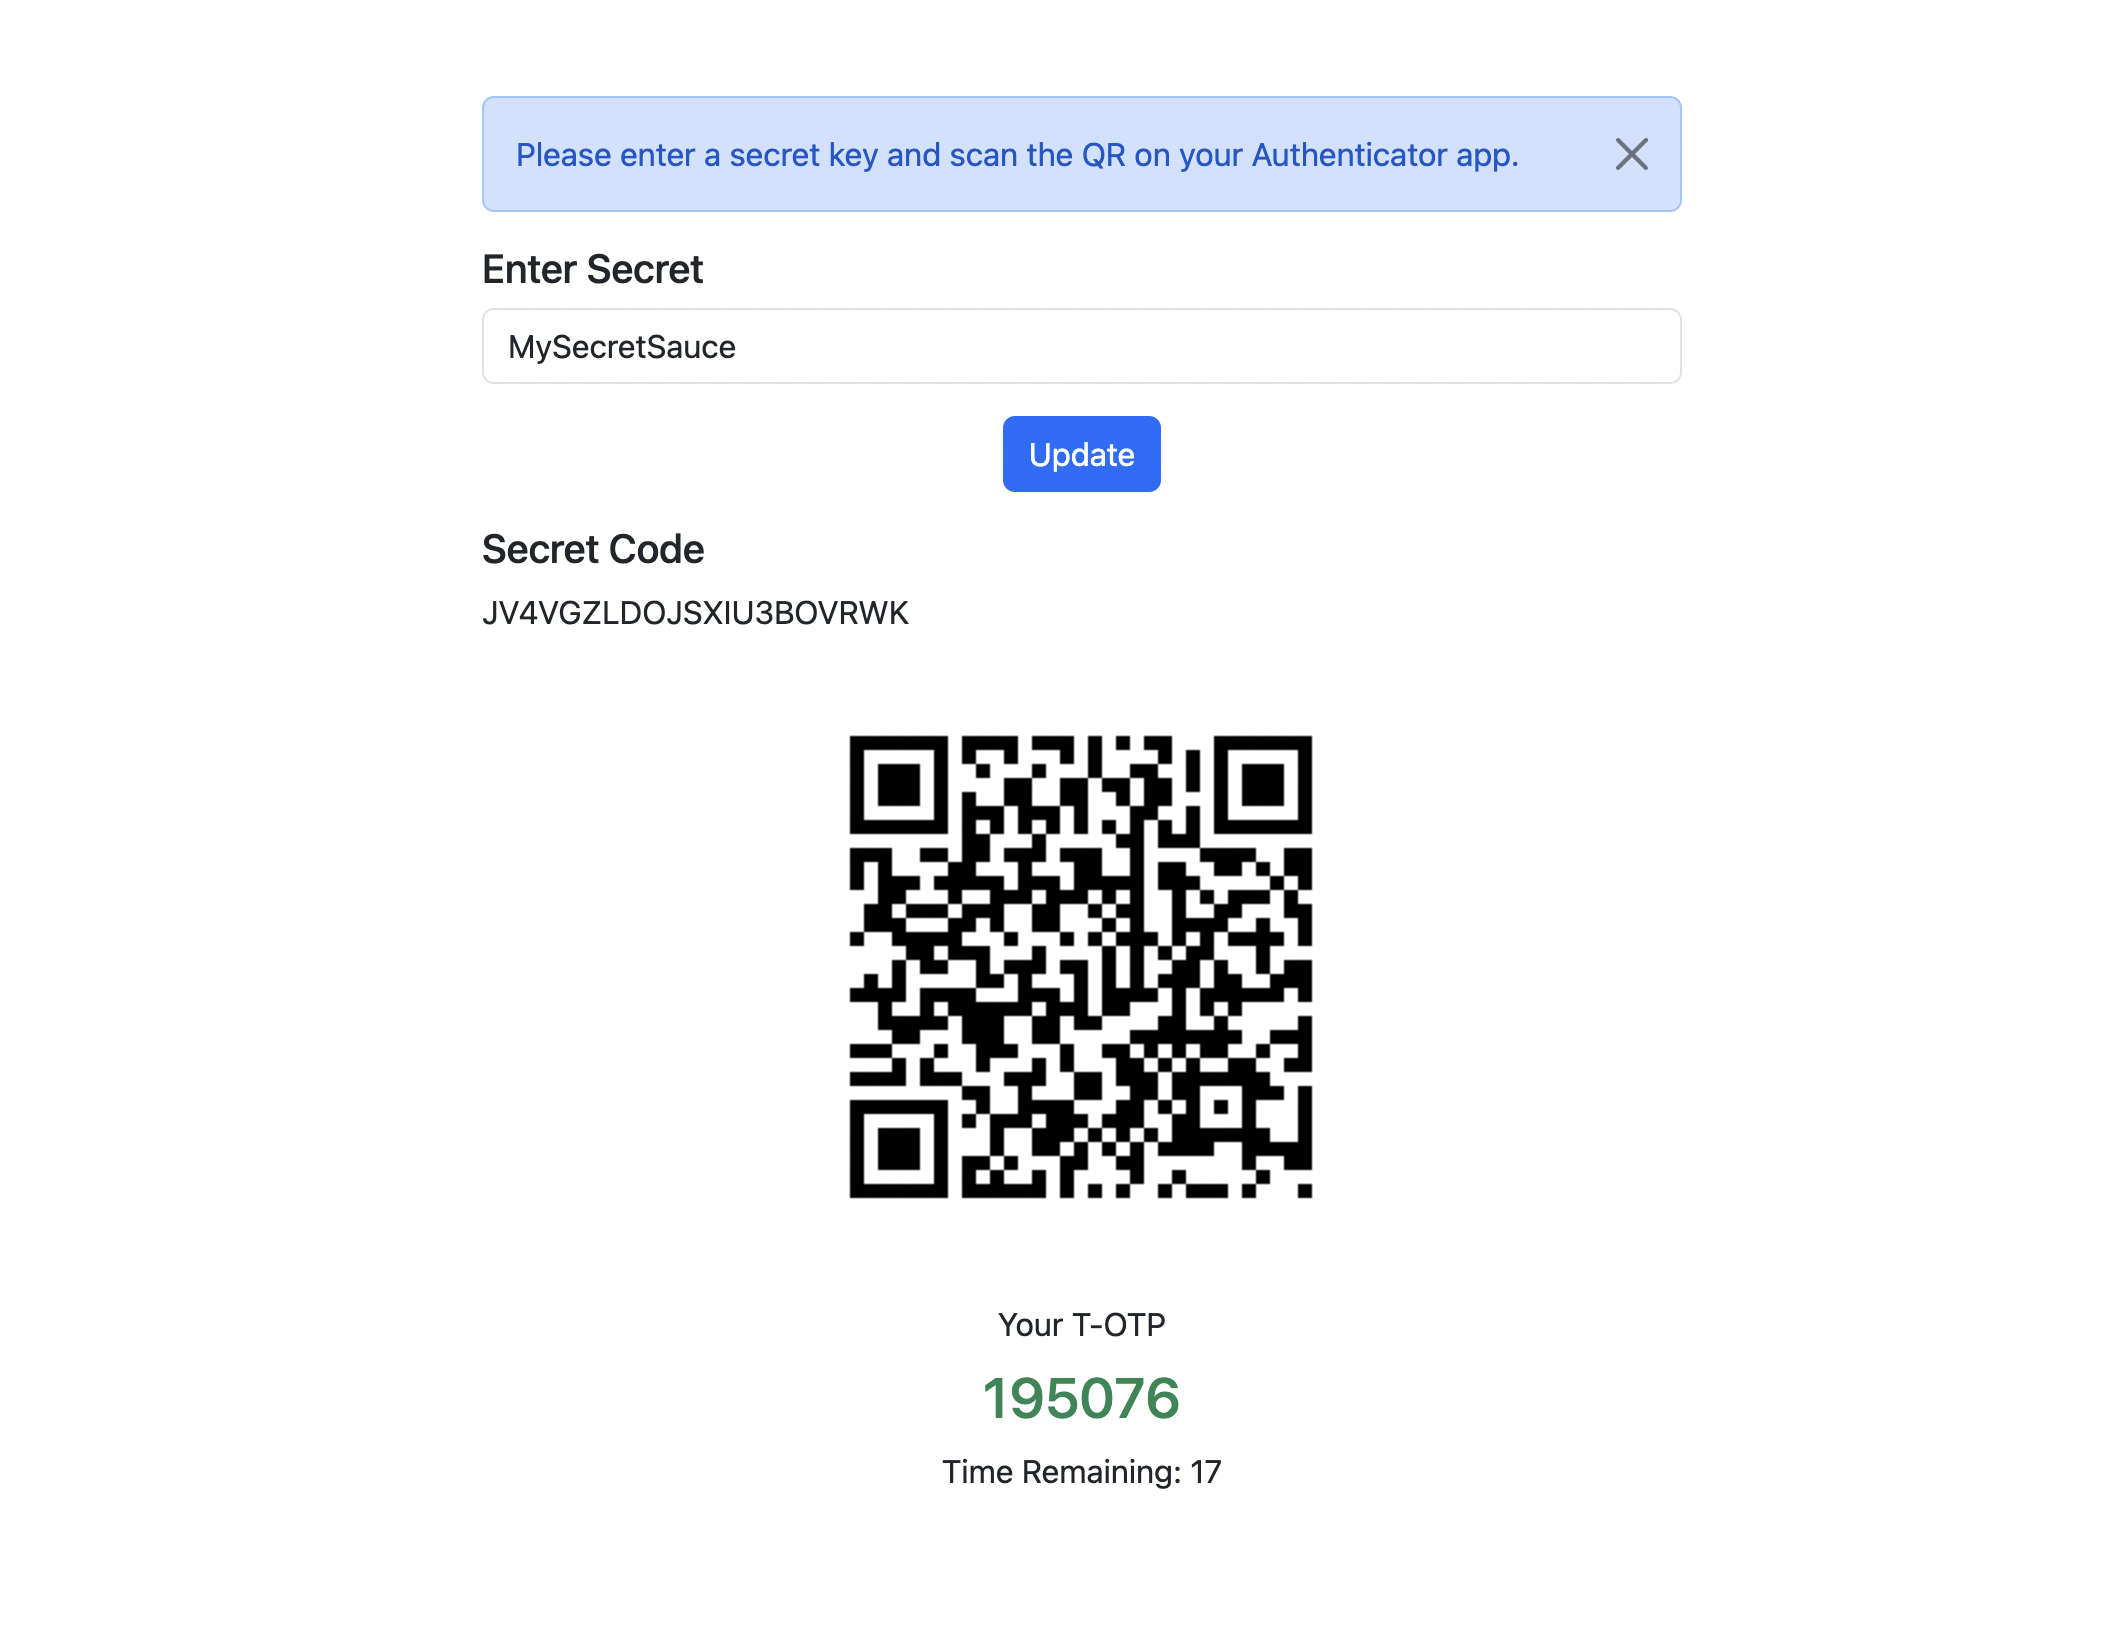 Please enter a secret key and scan the QR on your Authenticator app.
Enter Secret
MySecretSauce
Update
Secret Code
JV4VGZLDOJSXIU3BOVRWK
Your T-OTP
195076
Time Remaining: 17